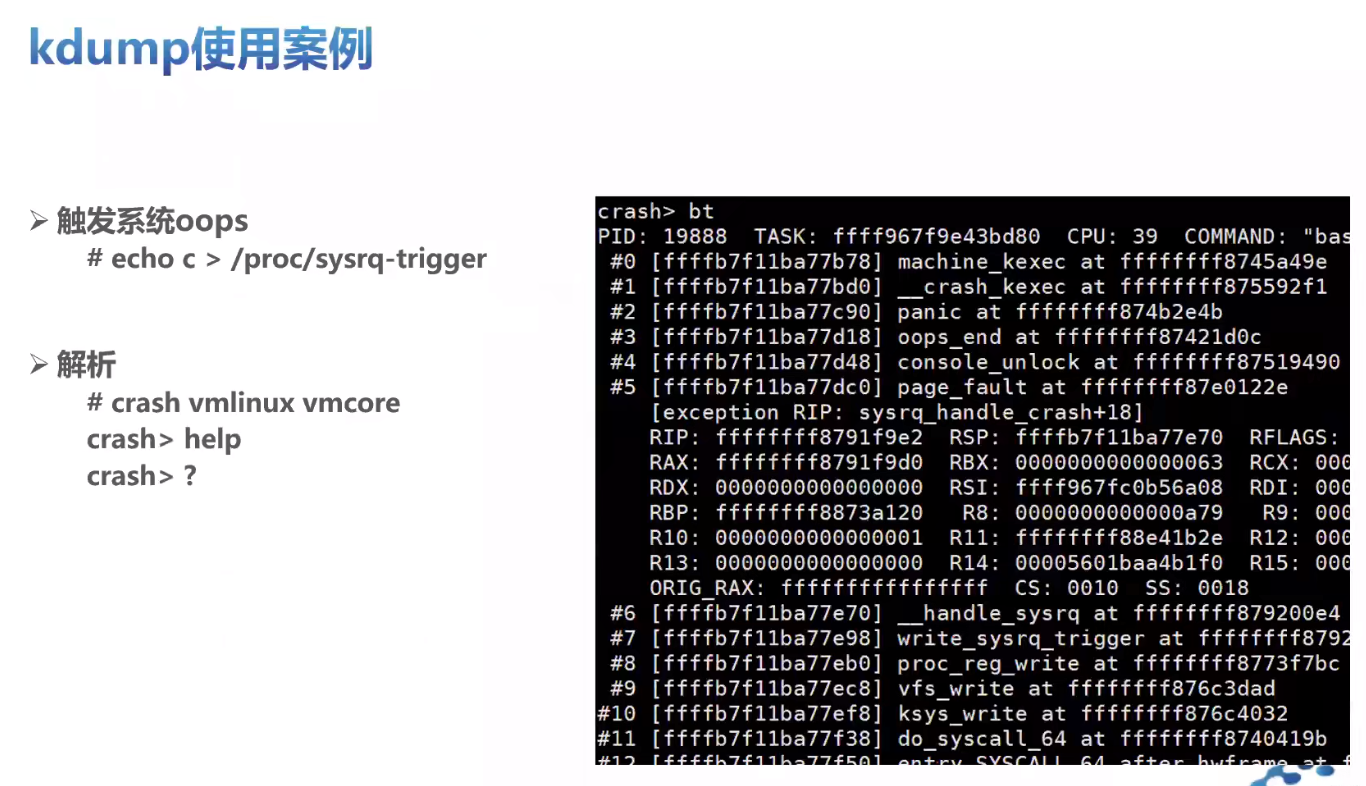 kdump使用案例
➢ 触发系统oops
# echo c > /proc/sysrq-trigger
➢ 解析
# crash vmlinux vmcore
crash> help
crash> ?
crash> bt
PID: 19888 TASK: ffff967f9e43bd80 CPU: 39 COMMAND: "bas
#0 [ffffb7f11ba77b78] machine_kexec at ffffffff8745a49e
#1 [ffffb7f11ba77bd0] __crash_kexec at ffffffff875592f1
#2 [ffffb7f11ba77c90] panic at ffffffff874b2e4b
#3 [ffffb7f11ba77d18] oops_end at ffffffff87421d0c
#4 [ffffb7f11ba77d48] console_unlock at ffffffff87519490
#5 [ffffb7f11ba77dc0] page_fault at ffffffff87e0122e
[exception RIP: sysrq_handle_crash+18]
RIP: ffffffff8791f9e2 RSP: ffffb7f11ba77e70 RFLAGS:
RAX: ffffffff8791f9d0 RBX: 0000000000000063 RCX: 000
RDX: 0000000000000000 RSI: ffff967fc0b56a08 RDI: 000
RBP: ffffffff8873a120 R8: 0000000000000a79 R9: 000
R10: 0000000000000001 R11: ffffffff88e41b2e R12: 000
R13: 0000000000000000 R14: 00005601baa4b1f0 R15: 000
ORIG_RAX: ffffffffffffffff CS: 0010 SS: 0018
#6 [ffffb7f11ba77e70] __handle_sysrq at ffffffff879200e4
#7 [ffffb7f11ba77e98] write_sysrq_trigger at ffffffff8792
#8 [ffffb7f11ba77eb0] proc_reg_write at ffffffff8773f7bc
#9 [ffffb7f11ba77ec8] vfs_write at ffffffff876c3dad
#10 [ffffb7f11ba77ef8] ksys_write at ffffffff876c4032
#11 [ffffb7f11ba77f38] do_syscall_64 at ffffffff8740419b
#12 [ffffb7f11ba77f50] entry_SYSCALL_64_after_hwframe at f